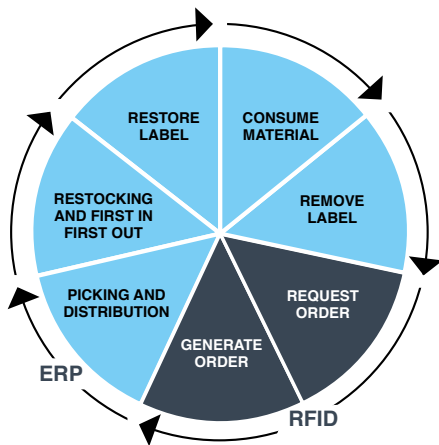 RESTORE
LABEL
CONSUME
MATERIAL
RESTOCKING
AND FIRST IN
FIRST OUT
REMOVE
LABEL
PICKING AND
DISTRIBUTION
REQUEST
ORDER
GENERATE
ORDER
ERP
RFID